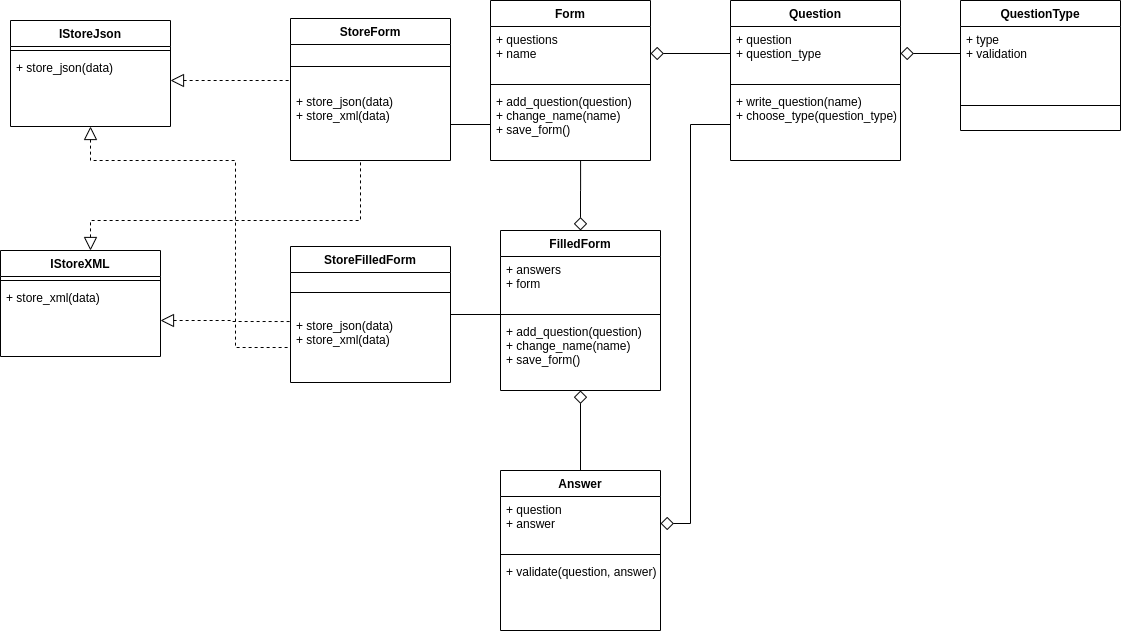 IStoreJson
+ store_json(data)
StoreForm
+ store_json(data)
+ store_xml(data)
Form
+ questions
+ name
+ add_question(question)
+ change_name(name)
+ save_form()
Question
+ question
+ question_type
+ write_question(name)
+ choose_type(question_type)
QuestionType
+ type
+ validation
IStoreXML
+ store_xml(data)
StoreFilledForm
+ store_json(data)
+ store_xml(data)
FilledForm
+ answers
+ form
+ add_question(question)
+ change_name(name)
+ save_form()
Answer
+ question
+ answer
+ validate(question, answer)